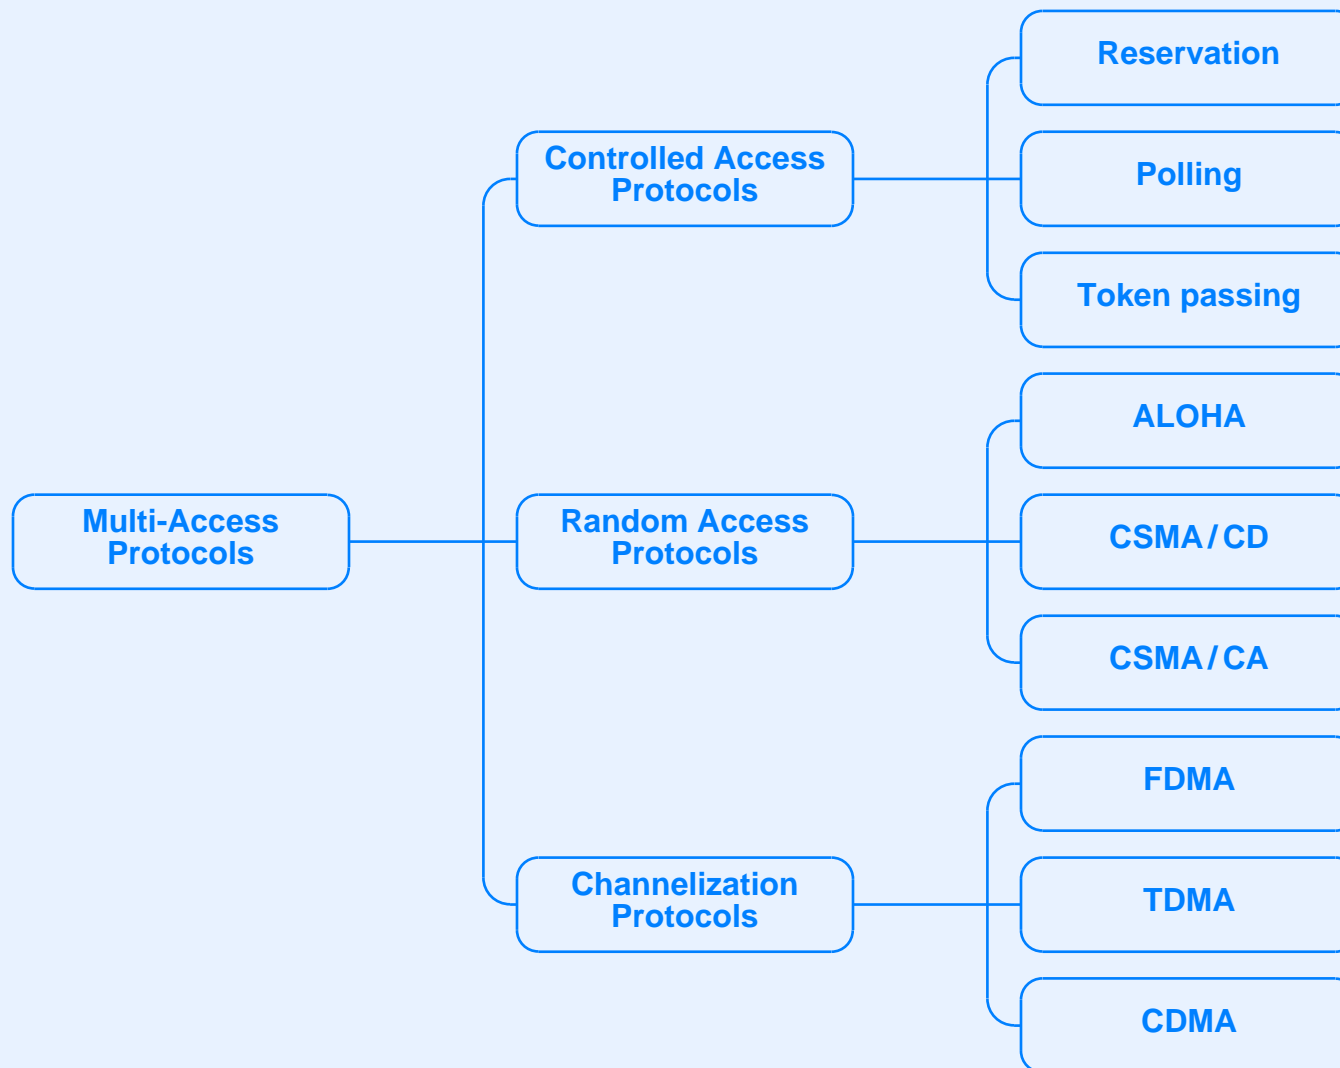 Reservation
Controlled Access
Protocols
Polling
Token passing
ALOHA
Multi-Access
Protocols
Random Access
Protocols
CSMA/CD
CSMA/CA
FDMA
Channelization
Protocols
TDMA
CDMA